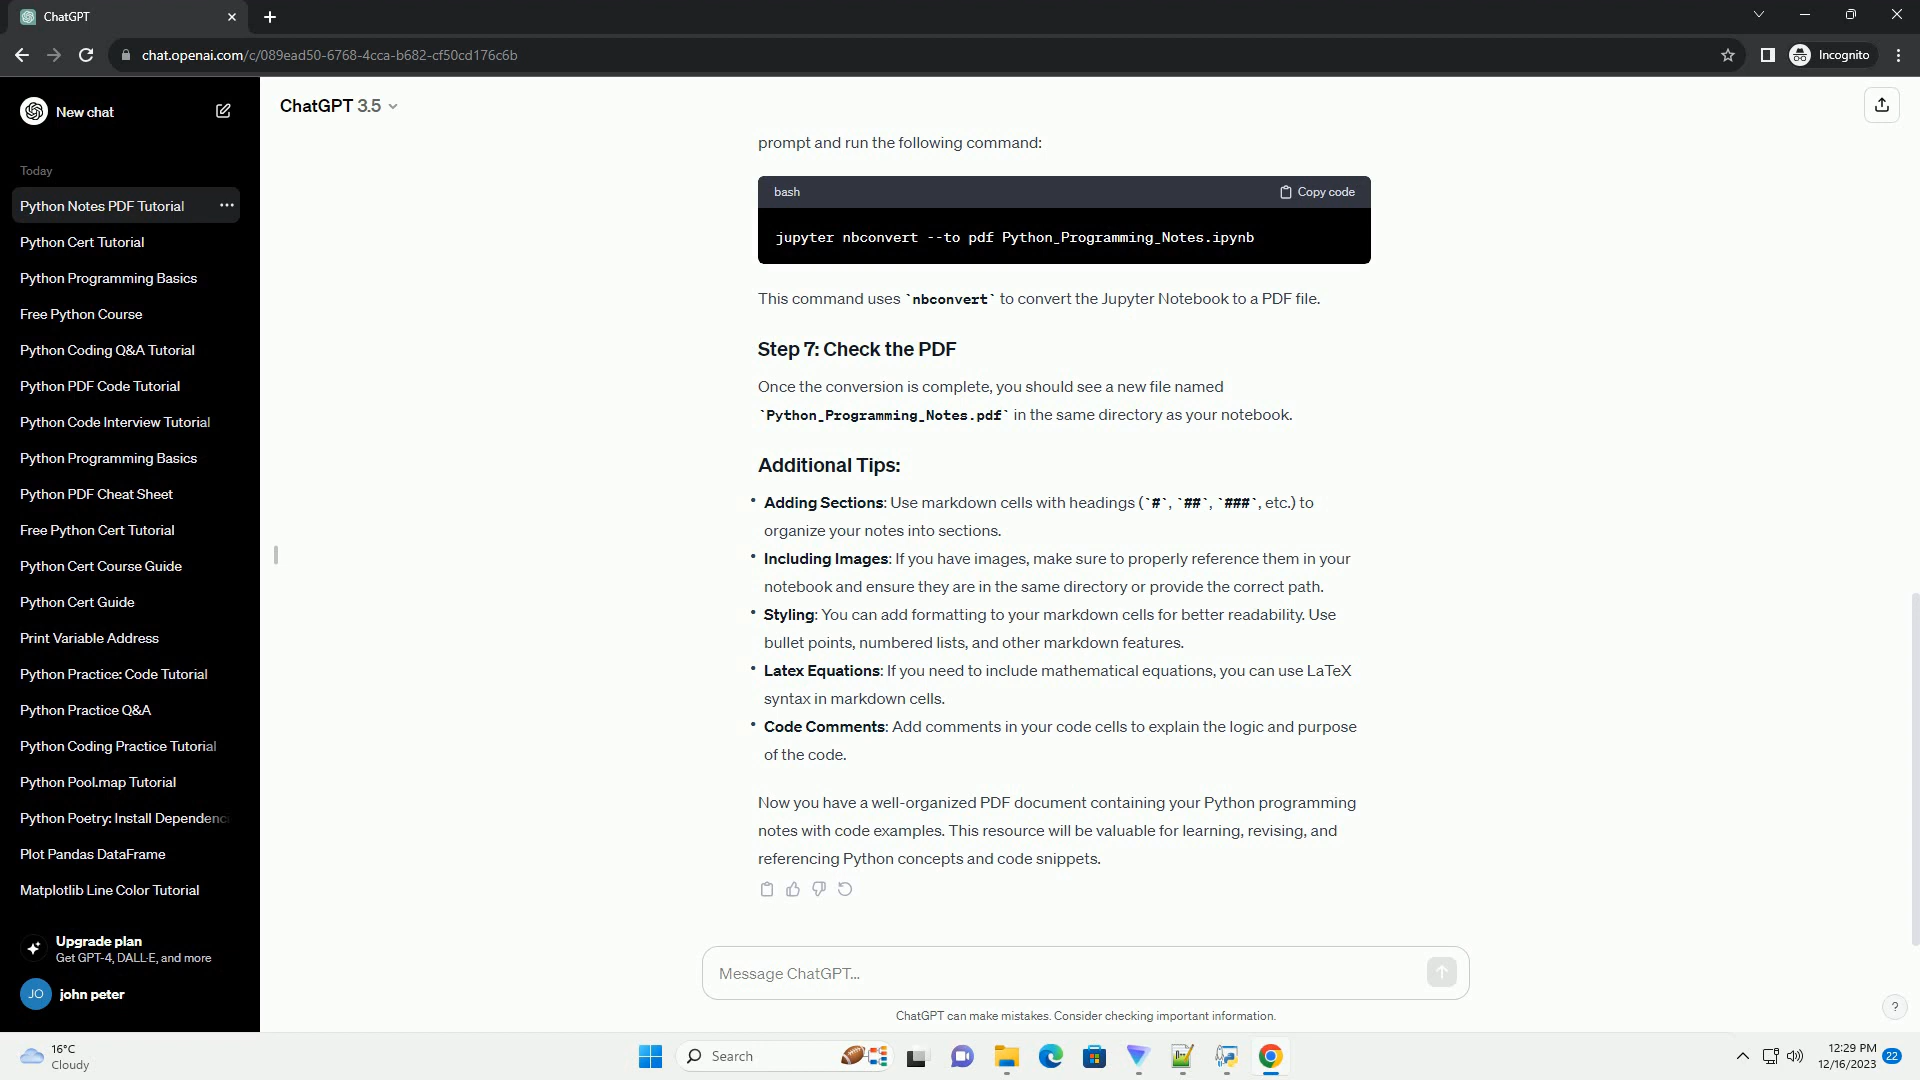 ChatGPT
chat.openai.com/c/089ead50-6768-4cca-b682-cf50cd176c6b
Incognito
New chat
Today
Python Notes PDF Tutorial
Python Cert Tutorial
Python Programming Basics
Free Python Course
Python Coding Q&A Tutorial
Python PDF Code Tutorial
Python Code Interview Tutorial
Python Programming Basics
Python PDF Cheat Sheet
Free Python Cert Tutorial
Python Cert Course Guide
Python Cert Guide
Print Variable Address
Python Practice: Code Tutorial
Python Practice Q&A
Python Coding Practice Tutorial
Python Pool.map Tutorial
Python Poetry: Install Dependenc
Plot Pandas DataFrame
Matplotlib Line Color Tutorial
Upgrade plan
Get GPT-4, DALL·E, and more
JO john peter
ChatGPT 3.5
prompt and run the following command:
bash Copy code
jupyter nbconvert --to pdf Python_Programming_Notes.ipynb
This command uses `nbconvert` to convert the Jupyter Notebook to a PDF file.
Step 7: Check the PDF
Once the conversion is complete, you should see a new file named
`Python_Programming_Notes.pdf` in the same directory as your notebook.
Additional Tips:
• Adding Sections: Use markdown cells with headings (`#`, `##`, `###`, etc.) to
organize your notes into sections.
• Including Images: If you have images, make sure to properly reference them in your
notebook and ensure they are in the same directory or provide the correct path.
• Styling: You can add formatting to your markdown cells for better readability. Use
bullet points, numbered lists, and other markdown features.
• Latex Equations: If you need to include mathematical equations, you can use LaTeX
syntax in markdown cells.
• Code Comments: Add comments in your code cells to explain the logic and purpose
of the code.
Now you have a well-organized PDF document containing your Python programming
notes with code examples. This resource will be valuable for learning, revising, and
referencing Python concepts and code snippets.
Message ChatGPT...
ChatGPT can make mistakes. Consider checking important information.
?
16°C
Cloudy
Search
12:29 PM
12/16/2023
22